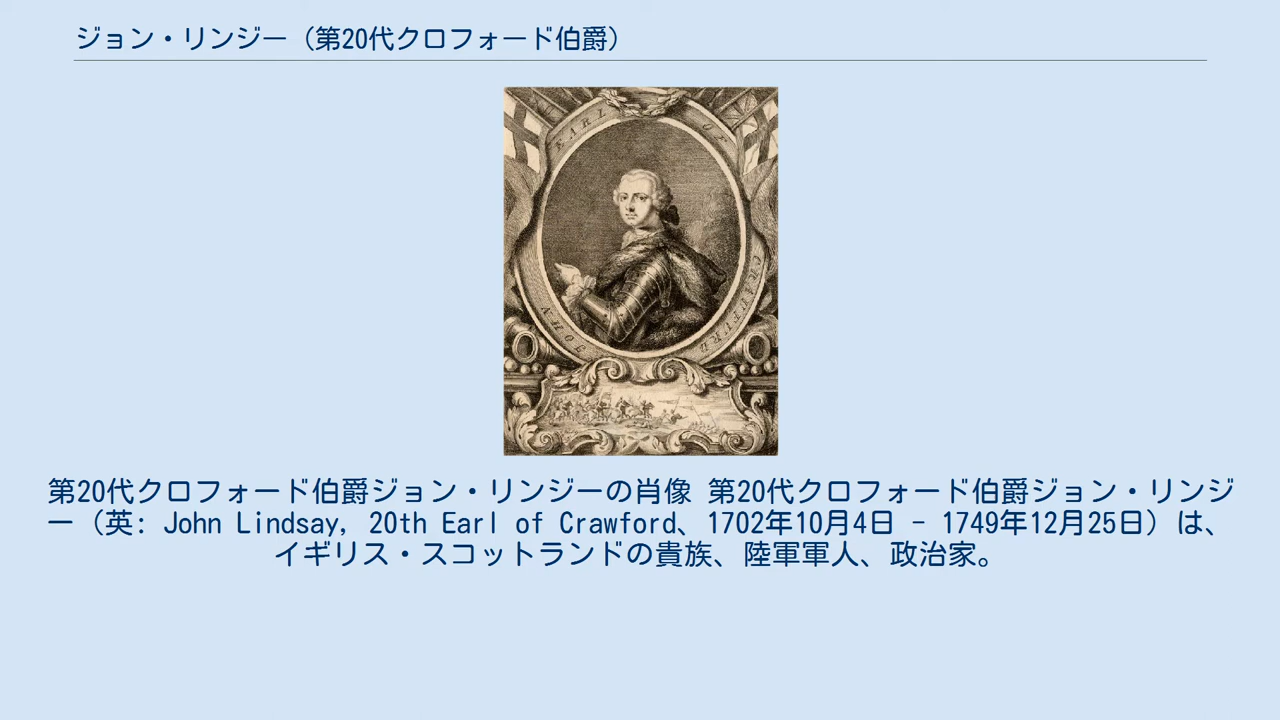 ジョン・リンジー（第20代クロフォード伯爵）
EARL OF
JOHN
CRAUFURD
第20代クロフォード伯爵ジョン・リンジーの肖像 第20代クロフォード伯爵ジョン・リンジ
ー（英: John Lindsay, 20th Earl of Crawford、1702年10月4日 - 1749年12月25日）は、
イギリス・スコットランドの貴族、陸軍軍人、政治家。